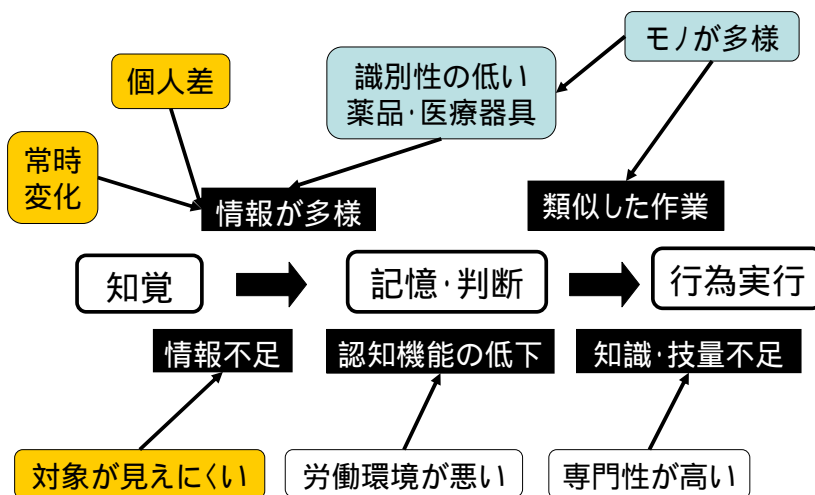 モノが多様
個人差
識別性の低い
薬品・医療器具
常時
変化
情報が多様
類似した作業
知覚
記憶・判断
行為実行
情報不足
認知機能の低下
知識・技量不足
対象が見えにくい
労働環境が悪い
専門性が高い